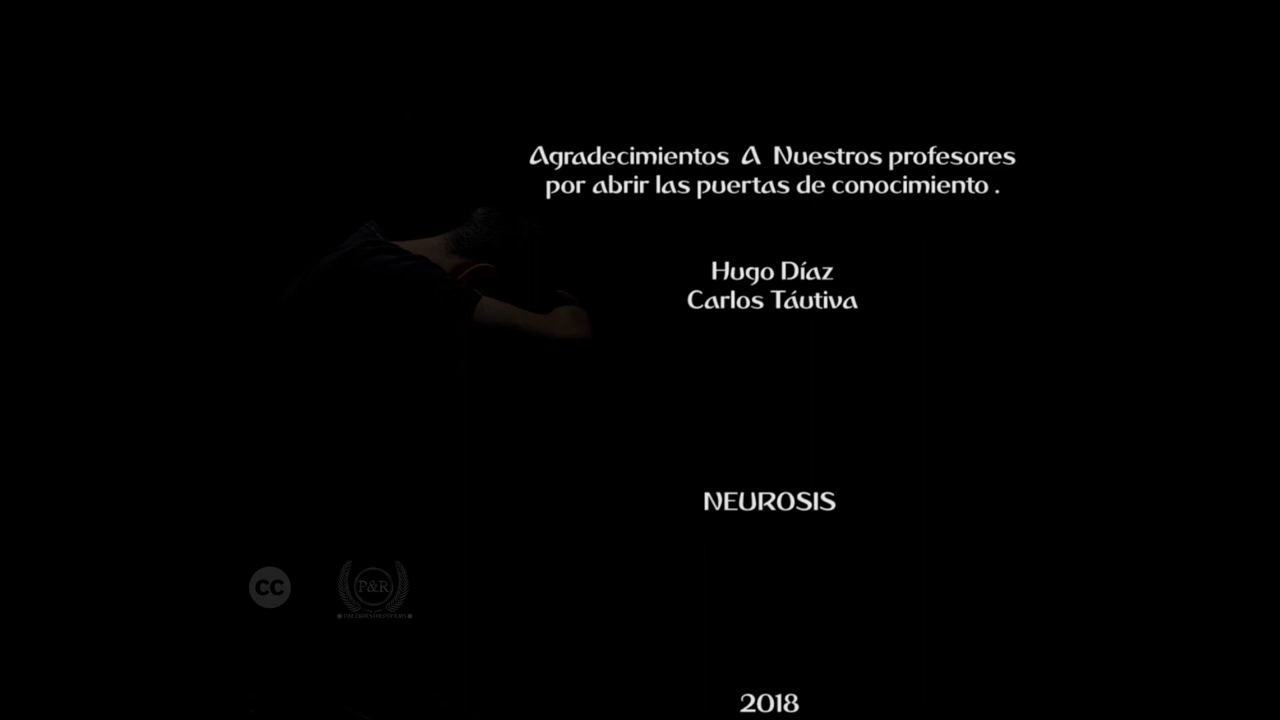 Agradecimientos A Nuestros profesores
por abrir las puertas de conocimiento .
Hugo Díaz
Carlos Táutiva
NEUROSIS
CC
P&R
2018